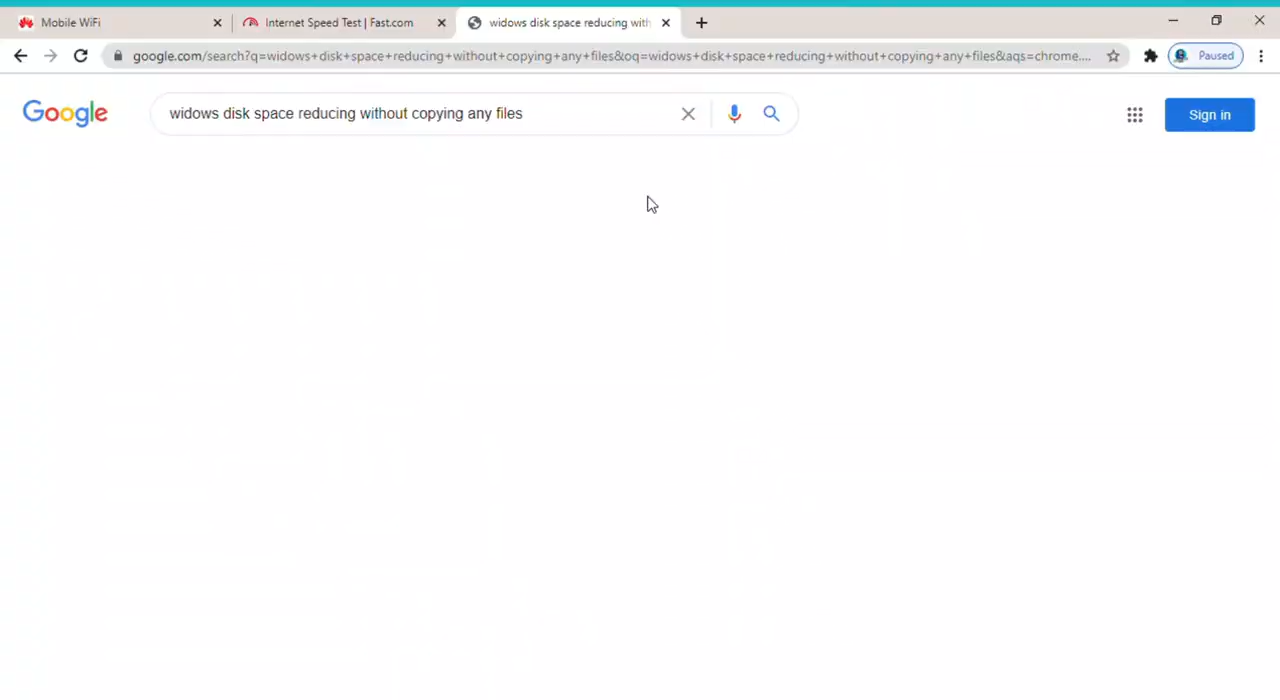 Mobile WiFi
Internet Speed Test | Fast.com
widows disk space reducing with
google.com/search?q=widows+disk+space+reducing+without+copying+any+files&oq=widows+disk+space+reducing+without+copying+any+files&aqs=chrome....
Paused
Google
widows disk space reducing without copying any files
Sign in